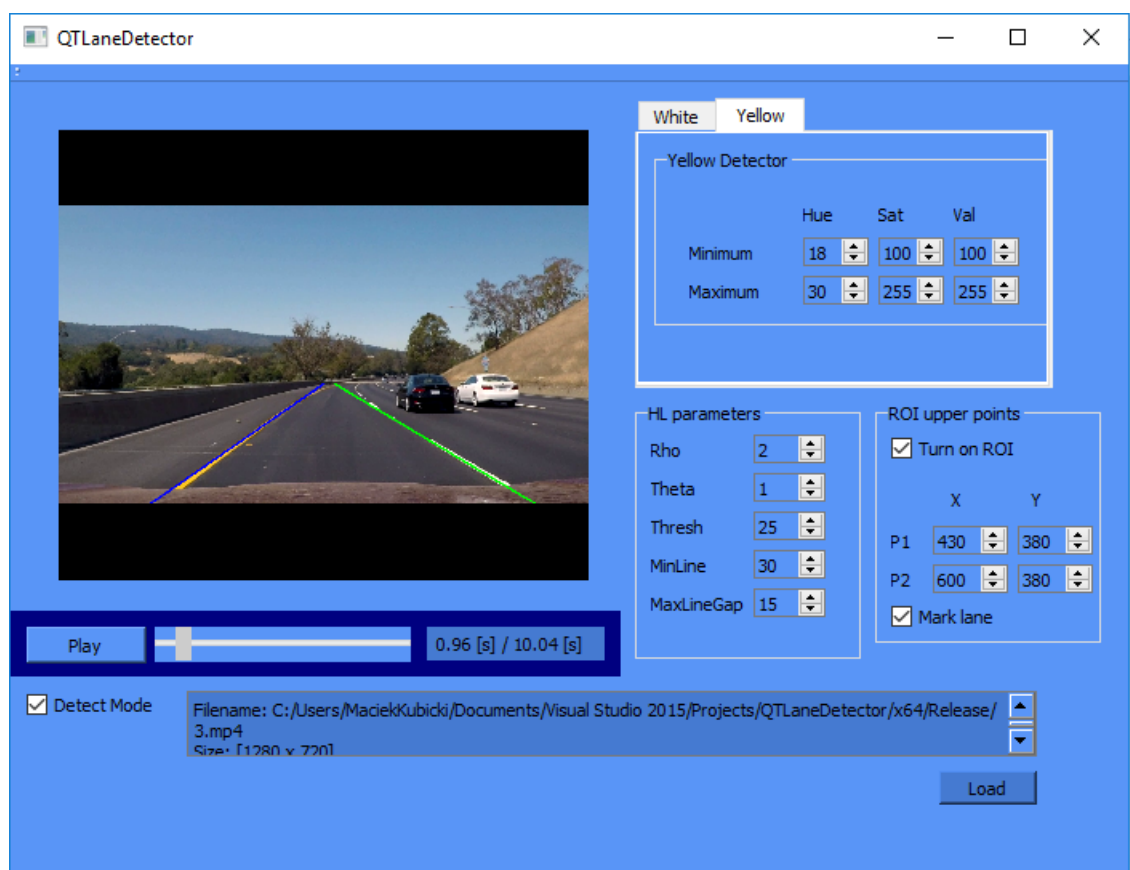 QTLaneDetector
White Yellow
Yellow Detector
Hue Sat Val
Minimum 18 100 100
Maximum 30 255 255
HL parameters
Rho 2
Theta 1
Thresh 25
MinLine 30
MaxLineGap 15
ROI upper points
Turn on ROI
X Y
P1 430 380
P2 600 380
Mark lane
Play 0.96 [s] / 10.04 [s]
Detect Mode
Filename: C:/Users/MaciekKubicki/Documents/Visual Studio 2015/Projects/QTLaneDetector/x64/Release/
3.mp4
Size: [1280 x 720]
Load